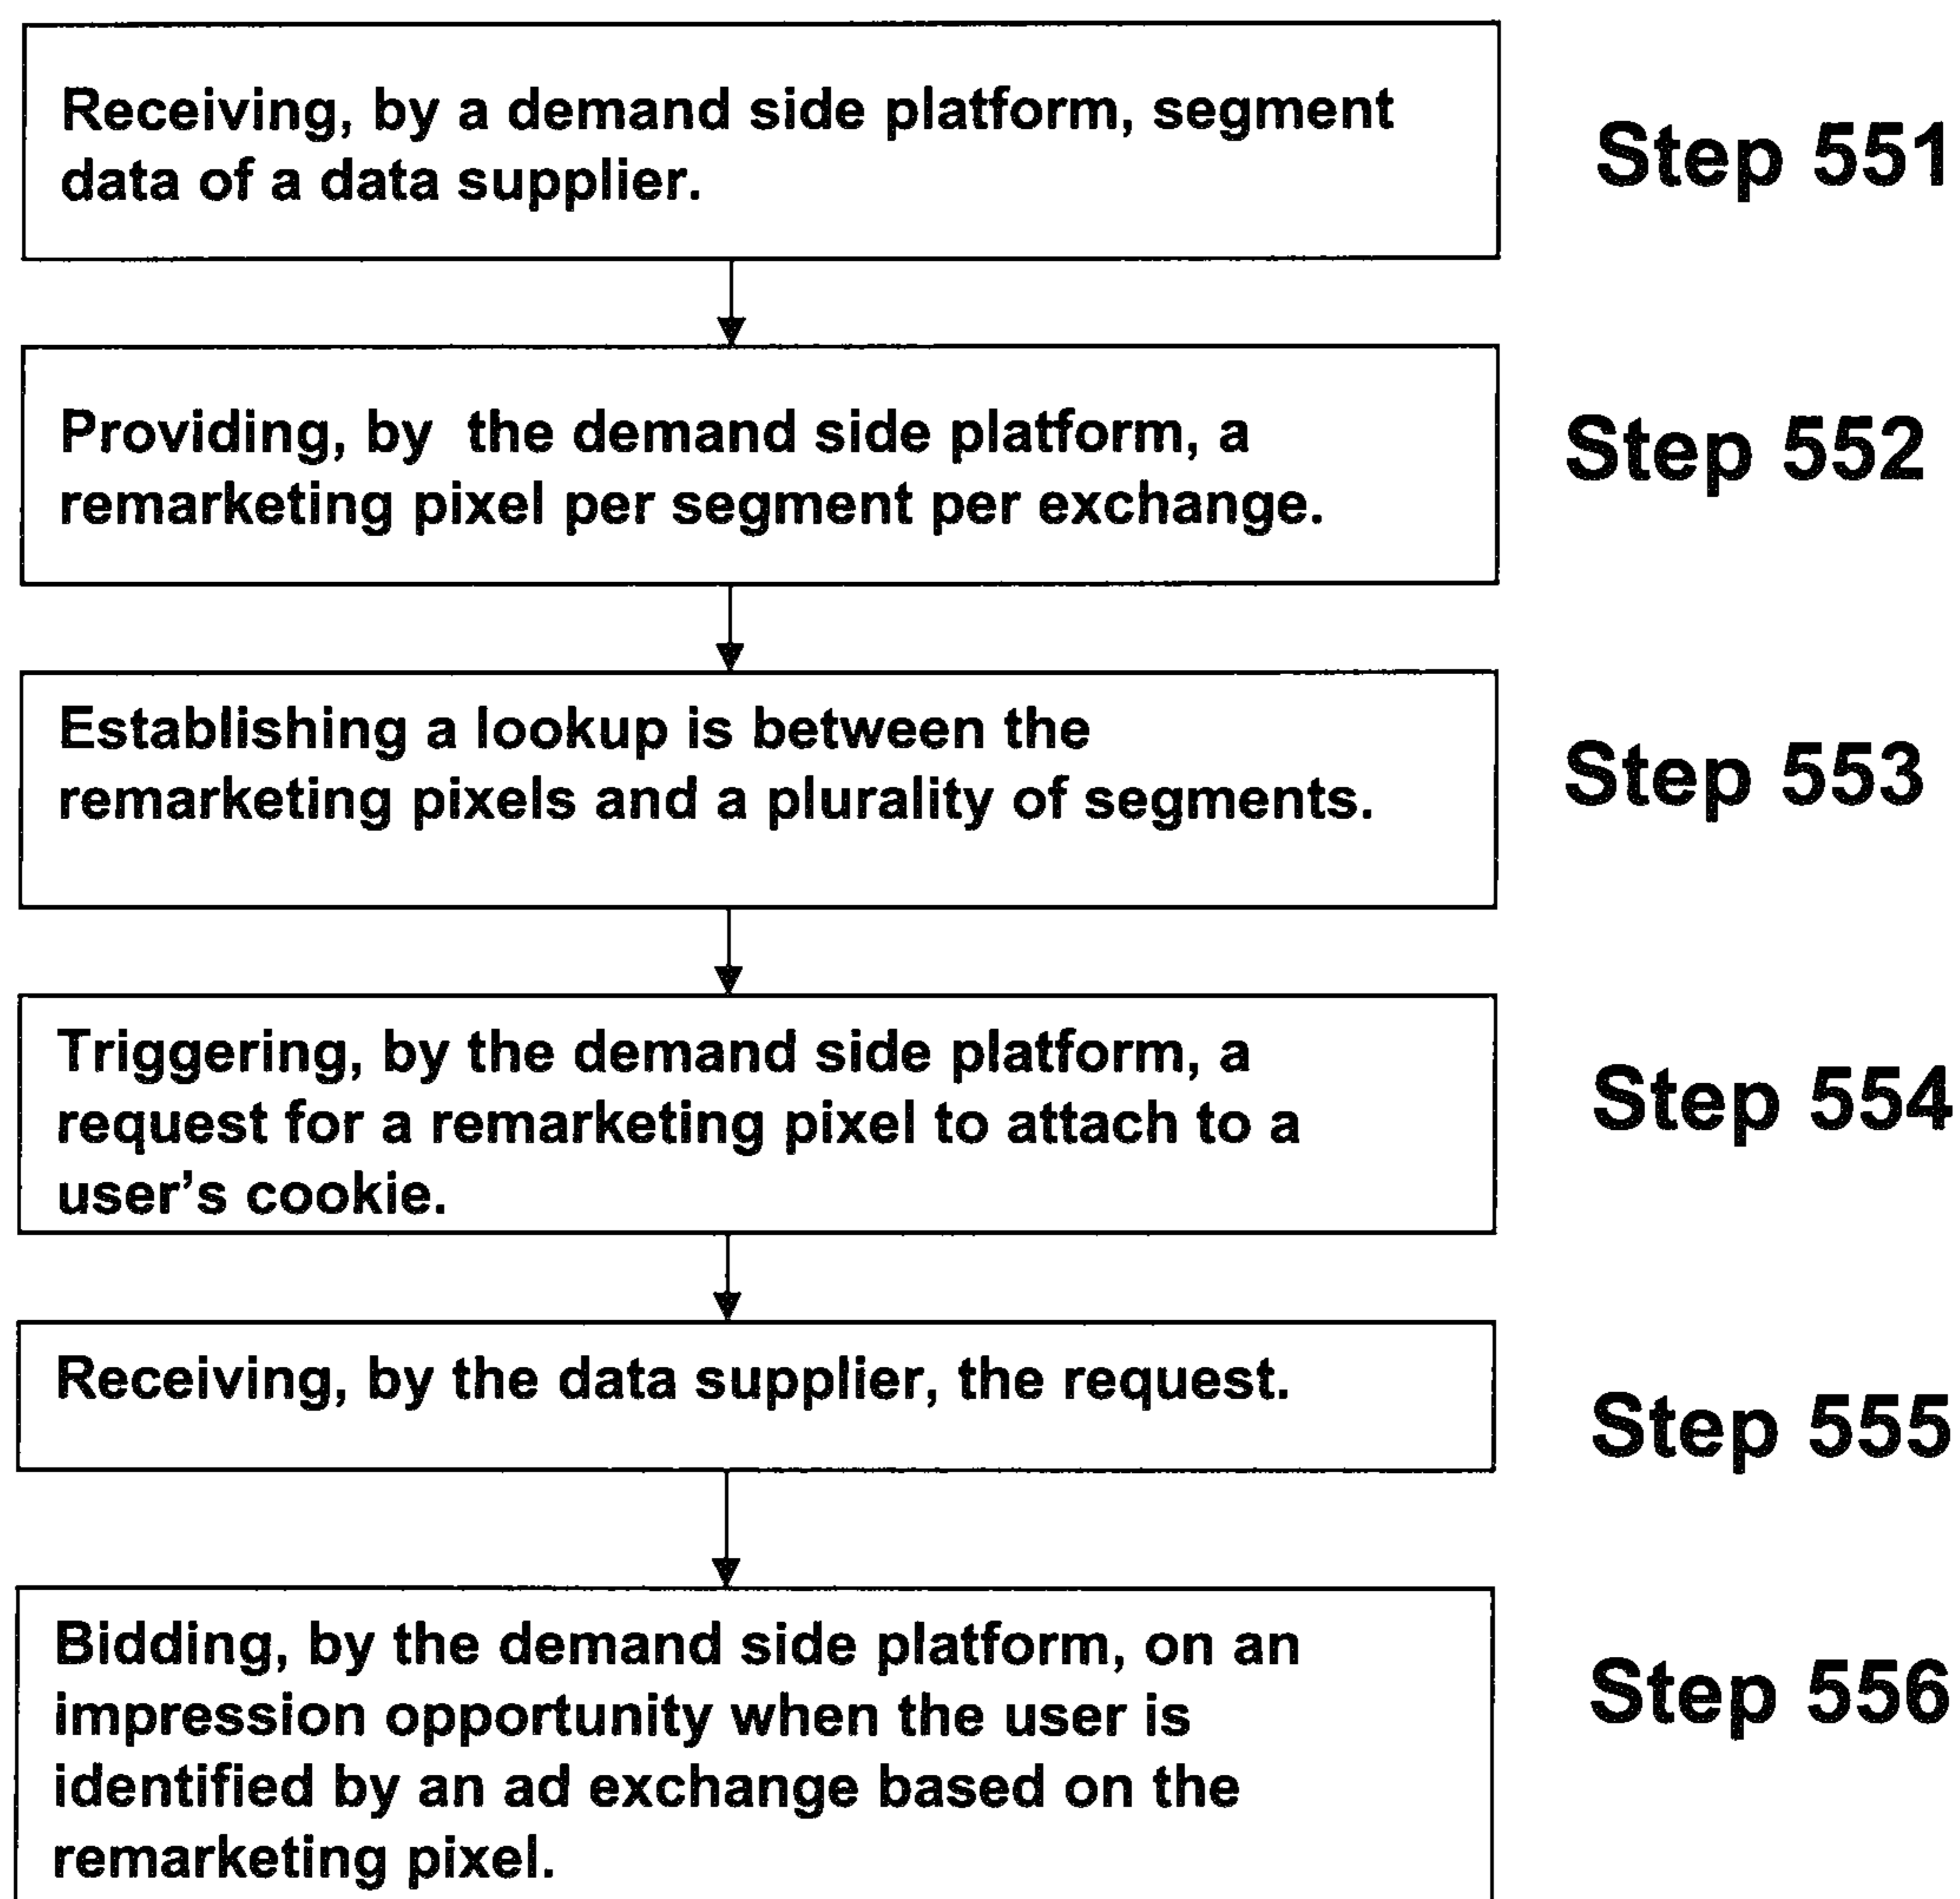 Receiving, by a demand side platform, segment
data of a data supplier.
Step 551
Providing, by the demand side platform, a
remarketing pixel per segment per exchange.
Step 552
Establishing a lookup is between the
remarketing pixels and a plurality of segments.
Step 553
Triggering, by the demand side platform, a
request for a remarketing pixel to attach to a
user's cookie.
Step 554
Receiving, by the data supplier, the request.
Step 555
Bidding, by the demand side platform, on an
impression opportunity when the user is
identified by an ad exchange based on the
remarketing pixel.
Step 556